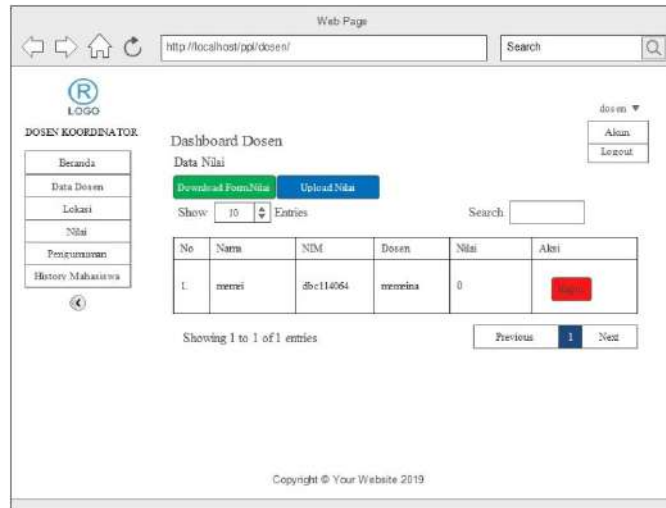 Web Page
http://localhost/ppl/dosen/
Search
R
LOGO
DOSEN KOORDINATOR
Beranda
Data Dosen
Lokasi
Nilai
Pengumuman
History Mahasiswa
dosen
Akun
Logout
Dashboard Dosen
Data Nilai
Download FormNilai Upload Nilai
Show 10 Entries Search
No Nama NIM Dosen Nilai Aksi
1. memei dbc114064 memeina 0
Showing 1 to 1 of 1 entries
Previous 1 Next
Copyright © Your Website 2019